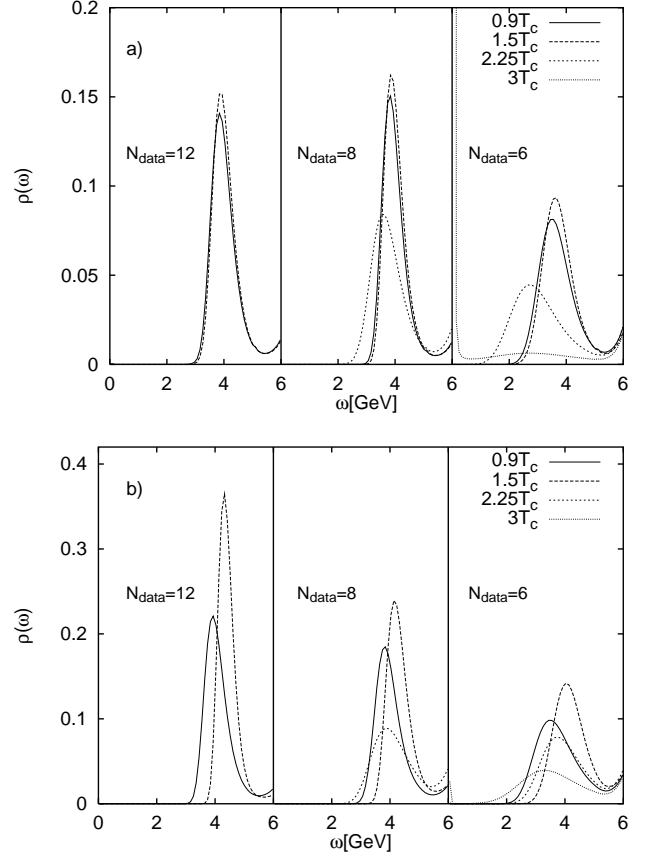 a)
0.9T_c
1.5T_c
2.25T_c
3T_c
N_data=12
N_data=8
N_data=6
ρ(ω)
0.2
0.15
0.1
0.05
0
0 2 4 6 2 4 6 2 4 6
ω[GeV]
b)
0.9T_c
1.5T_c
2.25T_c
3T_c
N_data=12
N_data=8
N_data=6
ρ(ω)
0.4
0.3
0.2
0.1
0
0 2 4 6 2 4 6 2 4 6
ω[GeV]